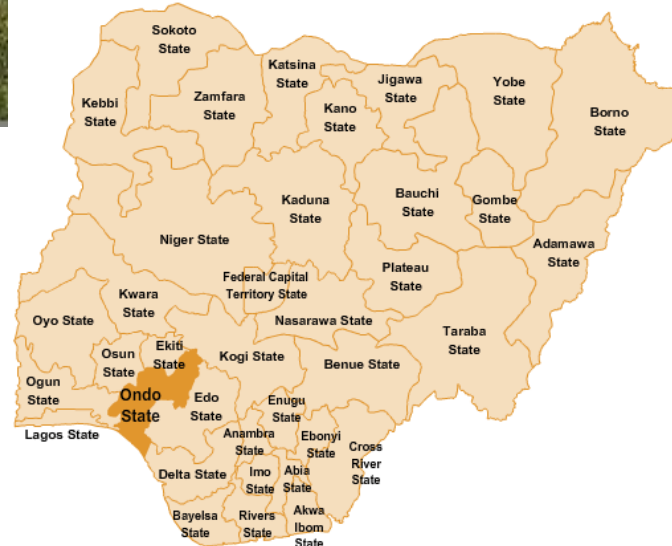 Sokoto
State
Katsina
State
Jigawa
State
Yobe
State
Zamfara
State
Kebbi
State
Kano
State
Borno
State
Kaduna
State
Bauchi
State
Gombe
State
Niger State
Adamawa
State
Federal Capital
Territory State
Plateau
State
Kwara
State
Oyo State
Nasarawa State
Taraba
State
Ekiti
State
Osun
State
Kogi State
Benue State
Ogun
State
Ondo
State
Edo
State
Enugu
State
Lagos State
Anambra
State
Ebonyi
State
Cross
River
State
Delta State
Imo
State
Abia
State
Bayelsa
State
Rivers
State
Akwa
Ibom
State